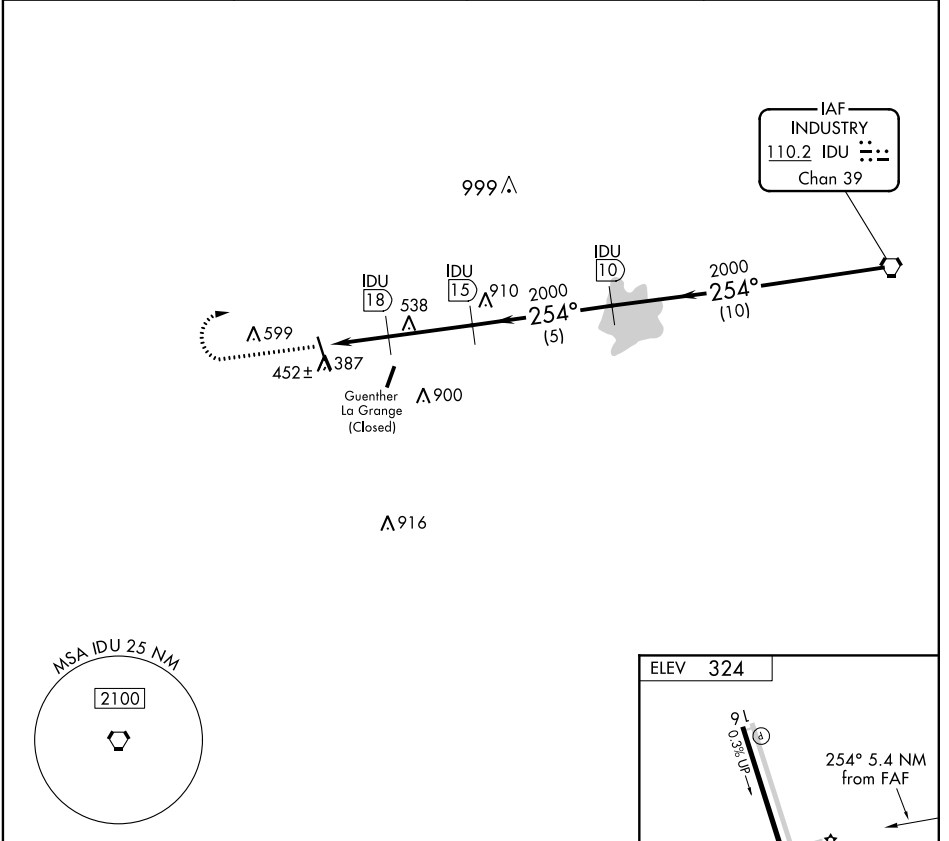 IAF
INDUSTRY
110.2 IDU
Chan 39
999
IDU
10
2000
254°
(10)
IDU
15
910
2000
254°
(5)
IDU
18
538
599
452± 387
Guenther
La Grange
(Closed)
900
916
MSA IDU 25 NM
2100
ELEV 324
16
P
0.3% UP
254° 5.4 NM
from FAF